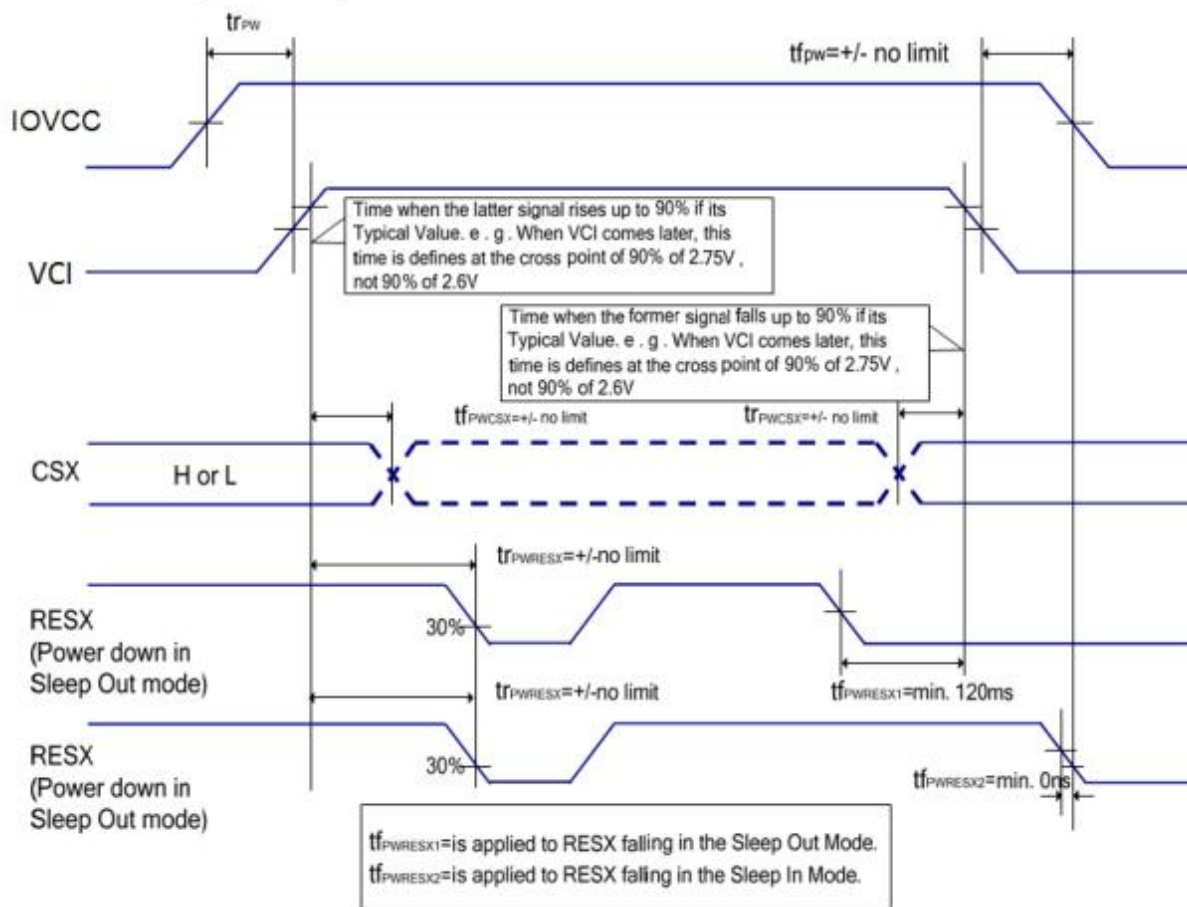 trPW
tfpw=+/- no limit
IOVCC
VCI
Time when the latter signal rises up to 90% if its
Typical Value. e . g . When VCI comes later, this
time is defines at the cross point of 90% of 2.75V ,
not 90% of 2.6V
Time when the former signal falls up to 90% if its
Typical Value. e . g . When VCI comes later, this
time is defines at the cross point of 90% of 2.75V ,
not 90% of 2.6V
tfPWCSX=+/- no limit
trPWCSX=+/- no limit
CSX
H or L
trPWRESX=+/-no limit
RESX
(Power down in
Sleep Out mode)
30%
tfPWRESX1=min. 120ms
trPWRESX=+/-no limit
RESX
(Power down in
Sleep Out mode)
30%
tfPWRESX2=min. 0ns
tfPWRESX1=is applied to RESX falling in the Sleep Out Mode.
tfPWRESX2=is applied to RESX falling in the Sleep In Mode.